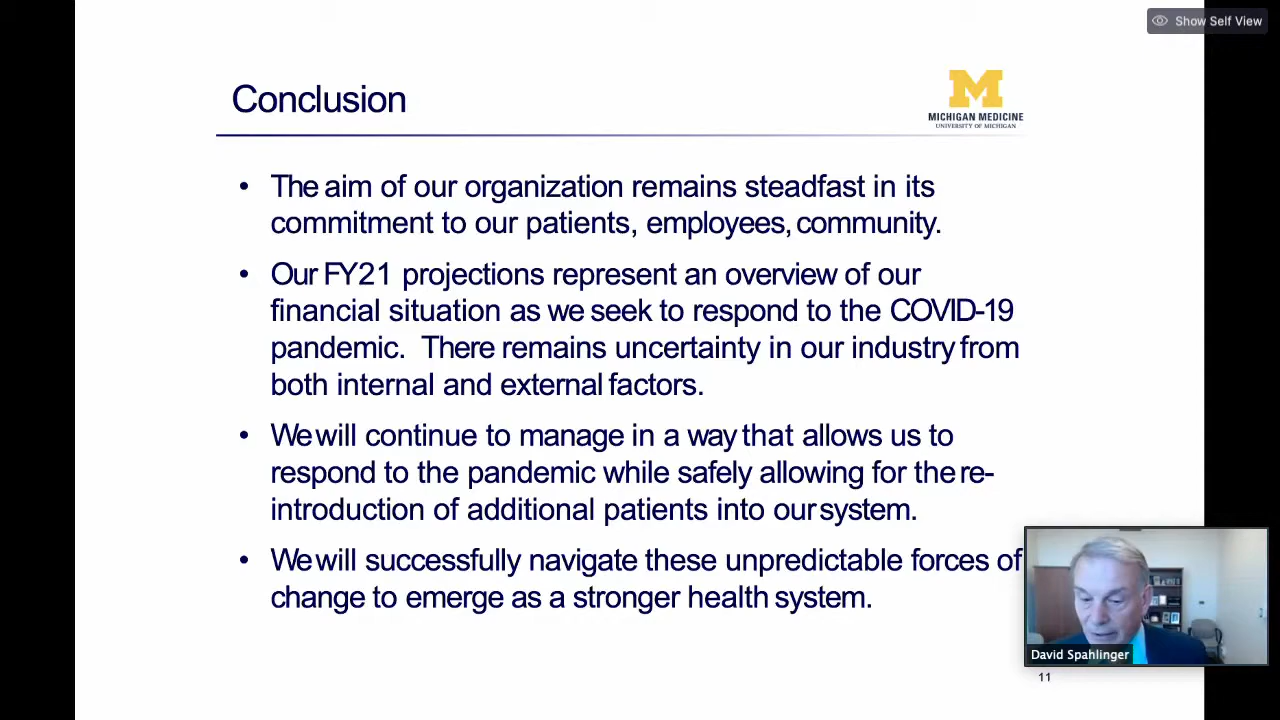 Show Self View
Conclusion
M
MICHIGAN MEDICINE
UNIVERSITY OF MICHIGAN
• The aim of our organization remains steadfast in its
commitment to our patients, employees, community.
• Our FY21 projections represent an overview of our
financial situation as we seek to respond to the COVID-19
pandemic. There remains uncertainty in our industry from
both internal and external factors.
• We will continue to manage in a way that allows us to
respond to the pandemic while safely allowing for the re-
introduction of additional patients into our system.
• We will successfully navigate these unpredictable forces of
change to emerge as a stronger health system.
David Spahlinger
11